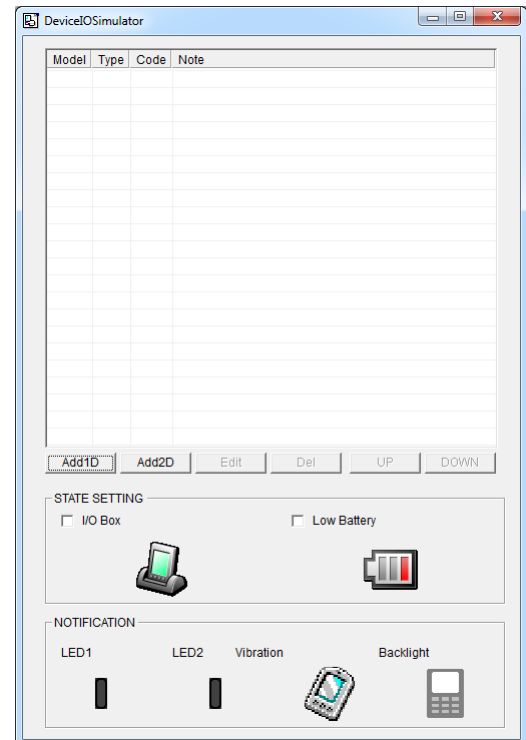 DeviceIOSimulator
Model Type Code Note
Add1D Add2D Edit Del UP DOWN
STATE SETTING
I/O Box Low Battery
NOTIFICATION
LED1 LED2 Vibration Backlight